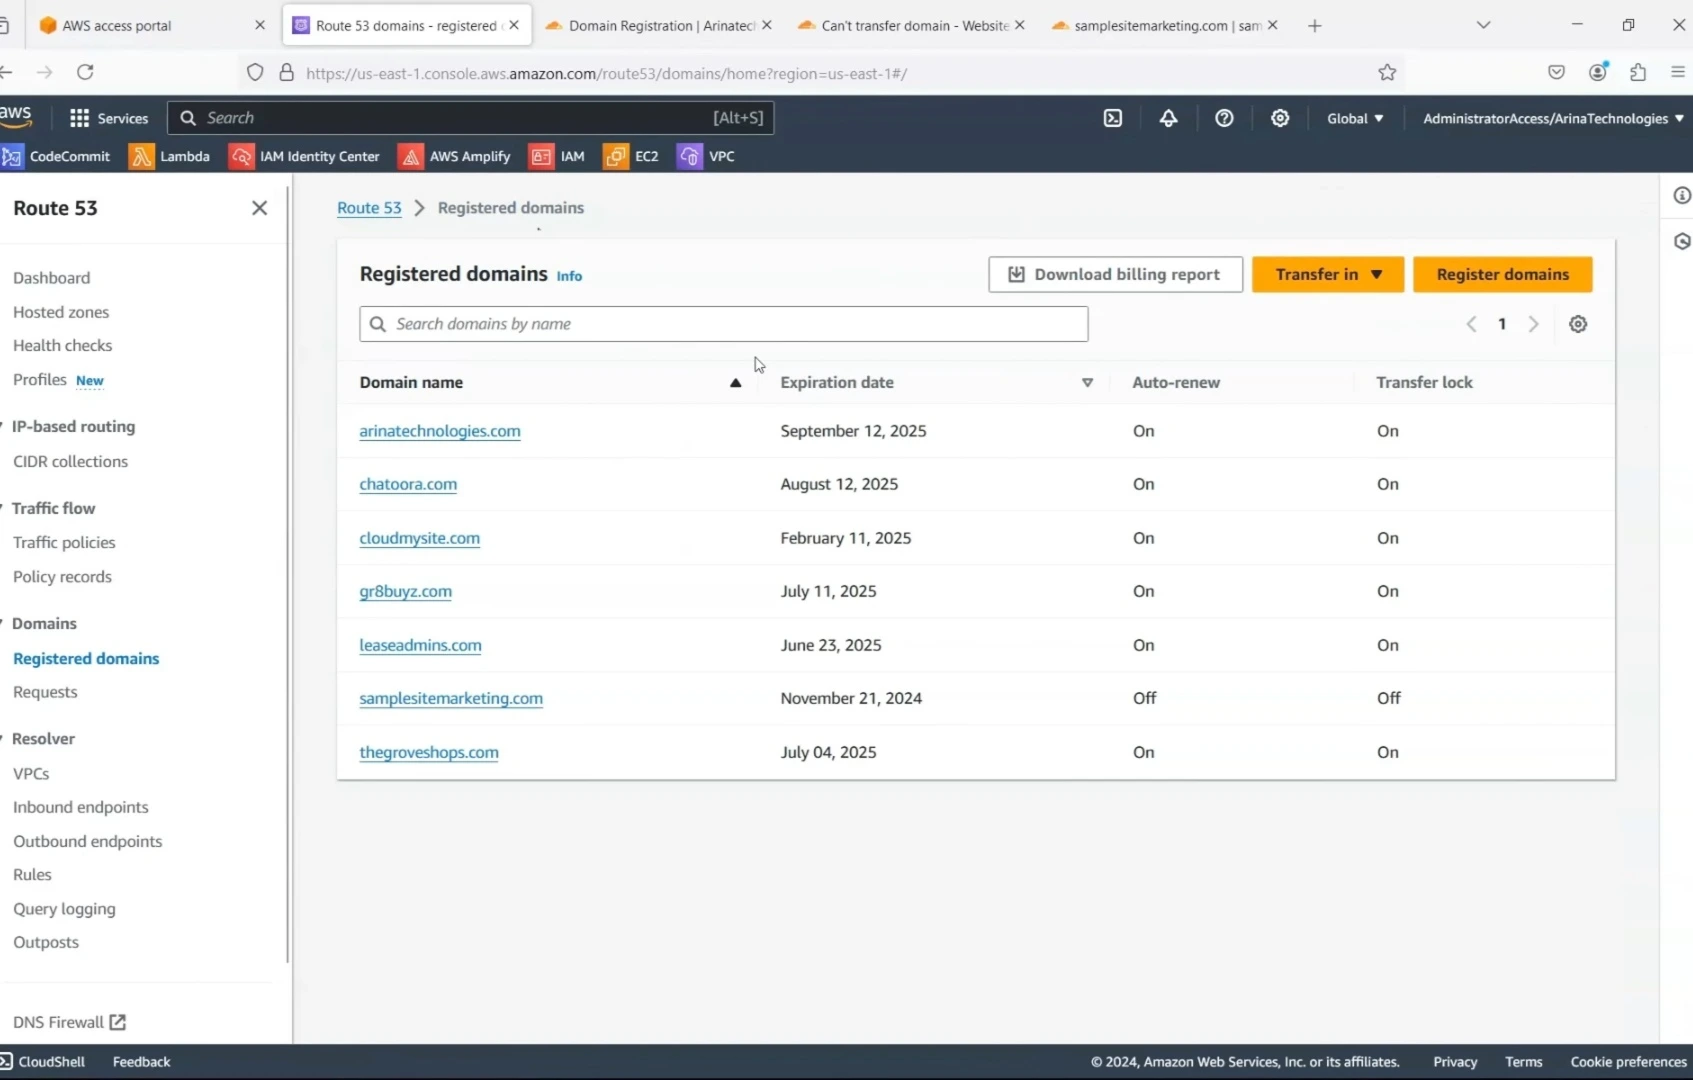 AWS access portal
Route 53 domains - registered
Domain Registration | Arinatec
Can't transfer domain - Website
samplesitemarketing.com | sam
https://us-east-1.console.aws.amazon.com/route53/domains/home?region=us-east-1#/
aws
Services
Search
[Alt+S]
Global
AdministratorAccess/ArinaTechnologies
CodeCommit
Lambda
IAM Identity Center
AWS Amplify
IAM
EC2
VPC
Route 53
Dashboard
Hosted zones
Health checks
Profiles New
IP-based routing
CIDR collections
Traffic flow
Traffic policies
Policy records
Domains
Registered domains
Requests
Resolver
VPCs
Inbound endpoints
Outbound endpoints
Rules
Query logging
Outposts
DNS Firewall
Route 53 > Registered domains
Registered domains Info
Download billing report
Transfer in
Register domains
Search domains by name
1
Domain name Expiration date Auto-renew Transfer lock
arinatechnologies.com September 12, 2025 On On
chatoora.com August 12, 2025 On On
cloudmysite.com February 11, 2025 On On
gr8buyz.com July 11, 2025 On On
leaseadmins.com June 23, 2025 On On
samplesitemarketing.com November 21, 2024 Off Off
thegroveshops.com July 04, 2025 On On
CloudShell
Feedback
© 2024, Amazon Web Services, Inc. or its affiliates.
Privacy
Terms
Cookie preferences